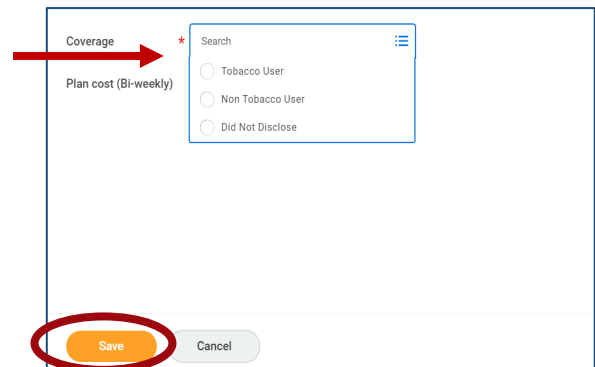 Coverage * Search
Tobacco User
Plan cost (Bi-weekly)
Non Tobacco User
Did Not Disclose
Save Cancel